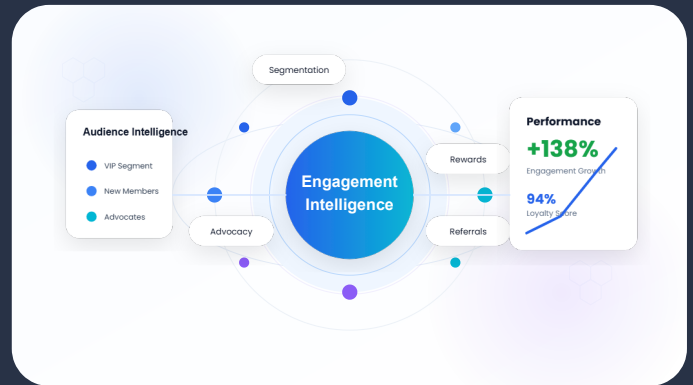 Segmentation
Audience Intelligence
VIP Segment
New Members
Advocates
Engagement
Intelligence
Advocacy
Rewards
Referrals
Performance
+138%
Engagement Growth
94%
Loyalty Score